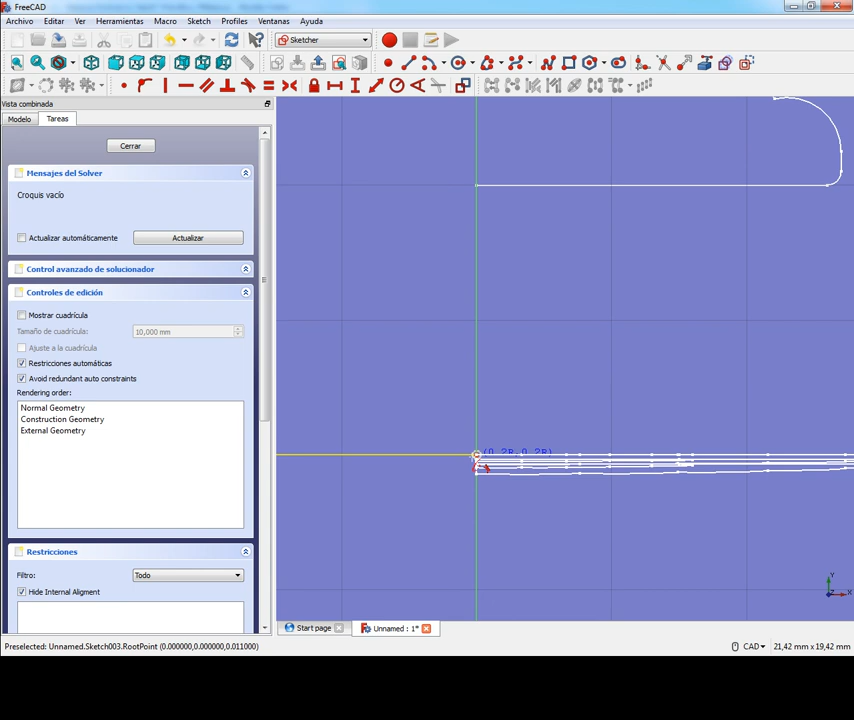 FreeCAD
Archivo Editar Ver Herramientas Macro Sketch Profiles Ventanas Ayuda
Sketcher
Vista combinada
Modelo Tareas
Cerrar
Mensajes del Solver
Croquis vacío
Actualizar automáticamente Actualizar
Control avanzado de solucionador
Controles de edición
Mostrar cuadrícula
Tamaño de cuadrícula: 10,000 mm
Ajuste a la cuadrícula
Restricciones automáticas
Avoid redundant auto constraints
Rendering order:
Normal Geometry
Construction Geometry
External Geometry
Restricciones
Filtro: Todo
Hide Internal Aligment
Y
Z X
Start page Unnamed : 1*
Preselected: Unnamed.Sketch003.RootPoint (0.000000,0.000000,0.011000) CAD 21,42 mm x 19,42 mm